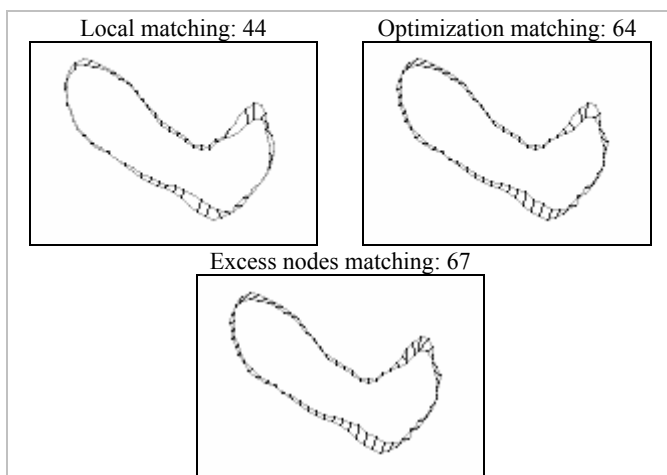 Local matching: 44
Optimization matching: 64
Excess nodes matching: 67